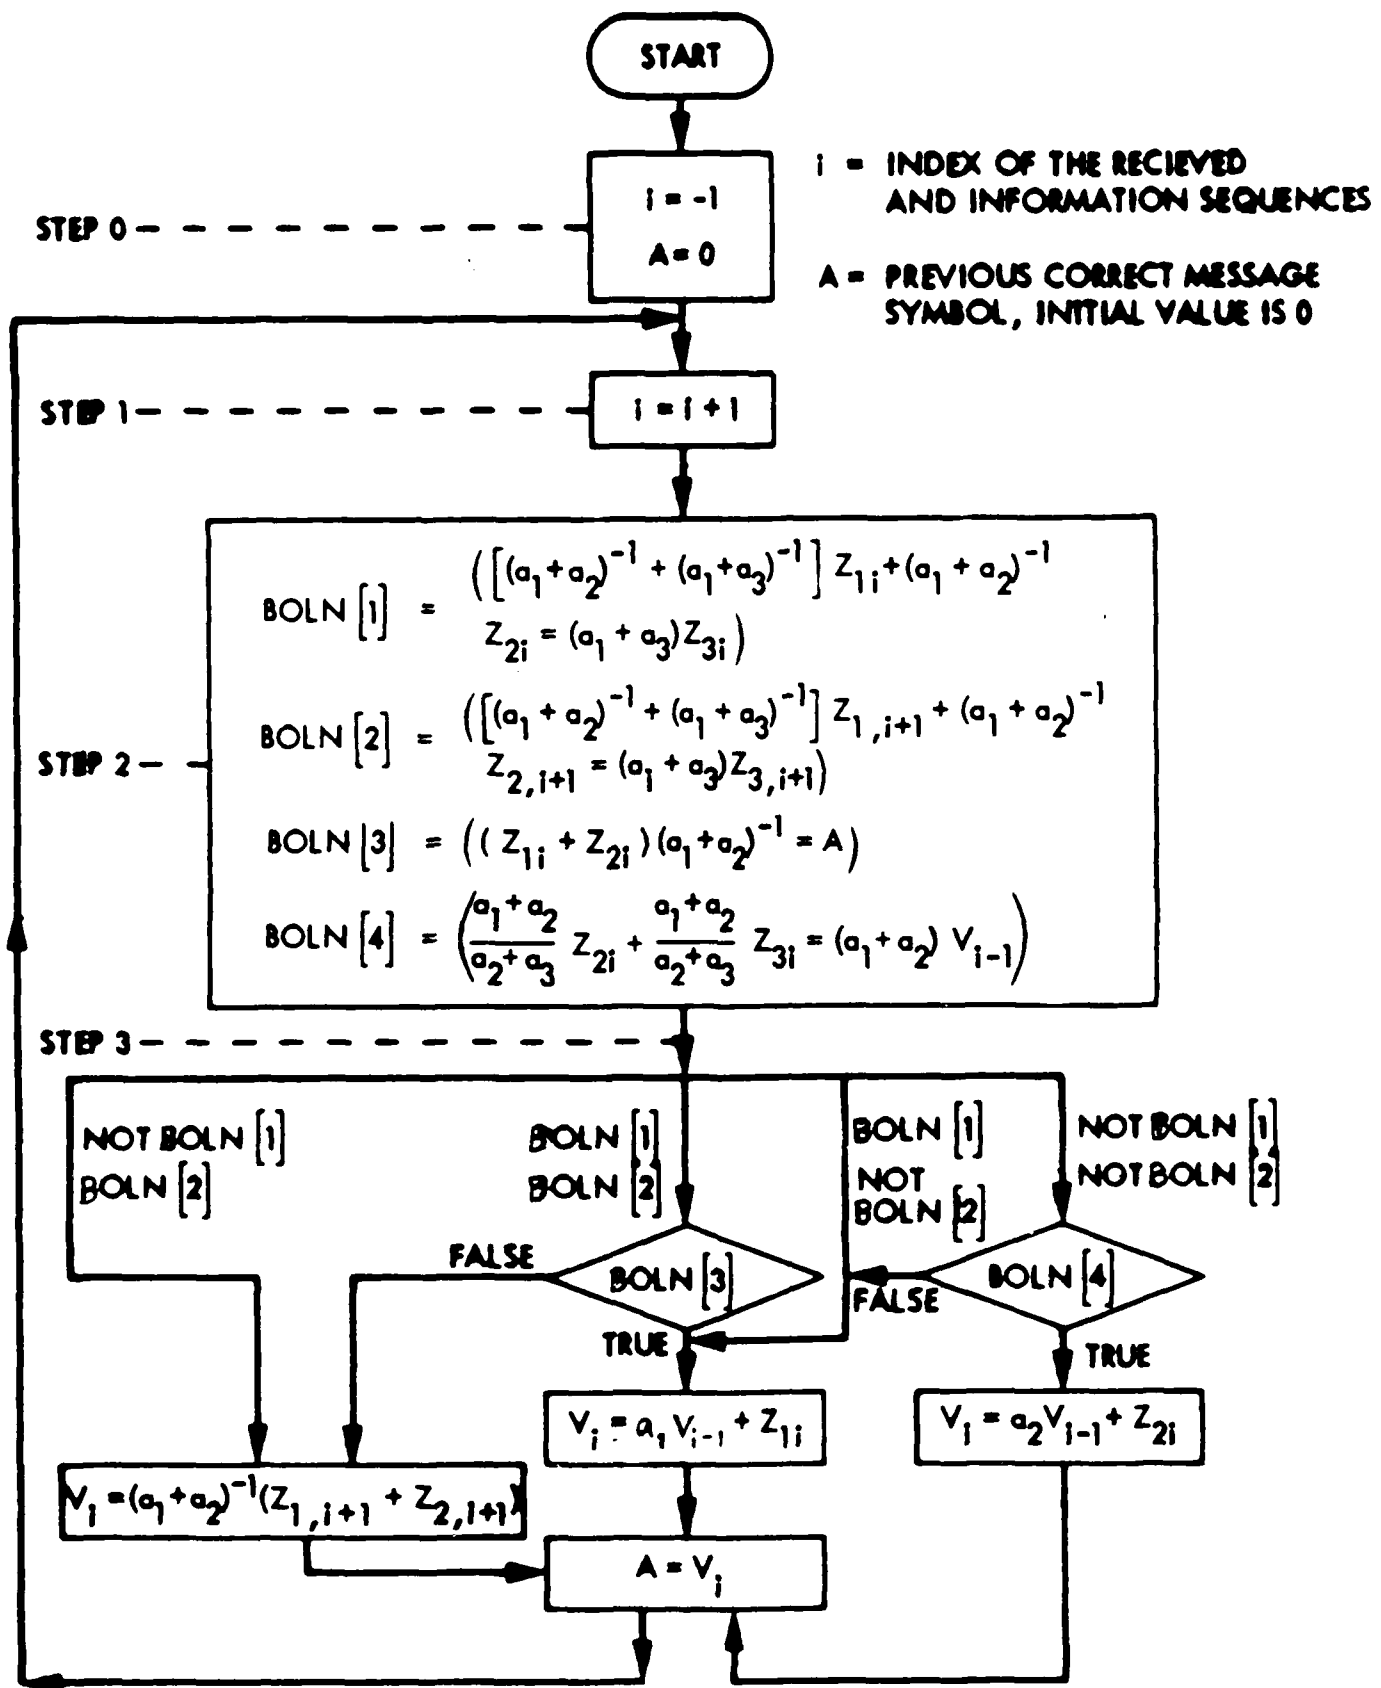 START
i = -1
A = 0
i = INDEX OF THE RECIEVED
AND INFORMATION SEQUENCES
STEP 0
A = PREVIOUS CORRECT MESSAGE
SYMBOL, INITIAL VALUE IS 0
STEP 1
i = i + 1
BOLN [1] = ([(a₁+a₂)⁻¹ + (a₁+a₃)⁻¹] Z₁ᵢ+(a₁ + a₂)⁻¹
Z₂ᵢ = (a₁ + a₃)Z₃ᵢ)
BOLN [2] = ([(a₁ + a₂)⁻¹ + (a₁ + a₃)⁻¹] Z₁,ᵢ₊₁ + (a₁ + a₂)⁻¹
Z₂,ᵢ₊₁ = (a₁ + a₃)Z₃,ᵢ₊₁)
STEP 2
BOLN [3] = (( Z₁ᵢ + Z₂ᵢ )(a₁+a₂)⁻¹ = A)
BOLN [4] = (a₁+a₂/a₂+a₃ Z₂ᵢ + a₁+a₂/a₂+a₃ Z₃ᵢ = (a₁+a₂) Vᵢ₋₁)
STEP 3
NOT BOLN [1]
BOLN [2]
BOLN [1]
BOLN [2]
BOLN [1]
NOT
BOLN [2]
NOT BOLN [1]
NOT BOLN [2]
FALSE
BOLN [3]
TRUE
BOLN [4]
FALSE
TRUE
Vᵢ = a₁ Vᵢ₋₁ + Z₁ᵢ
Vᵢ = a₂Vᵢ₋₁ + Z₂ᵢ
Vᵢ = (a₁+a₂)⁻¹(Z₁,ᵢ₊₁ + Z₂,ᵢ₊₁)
A = Vᵢ